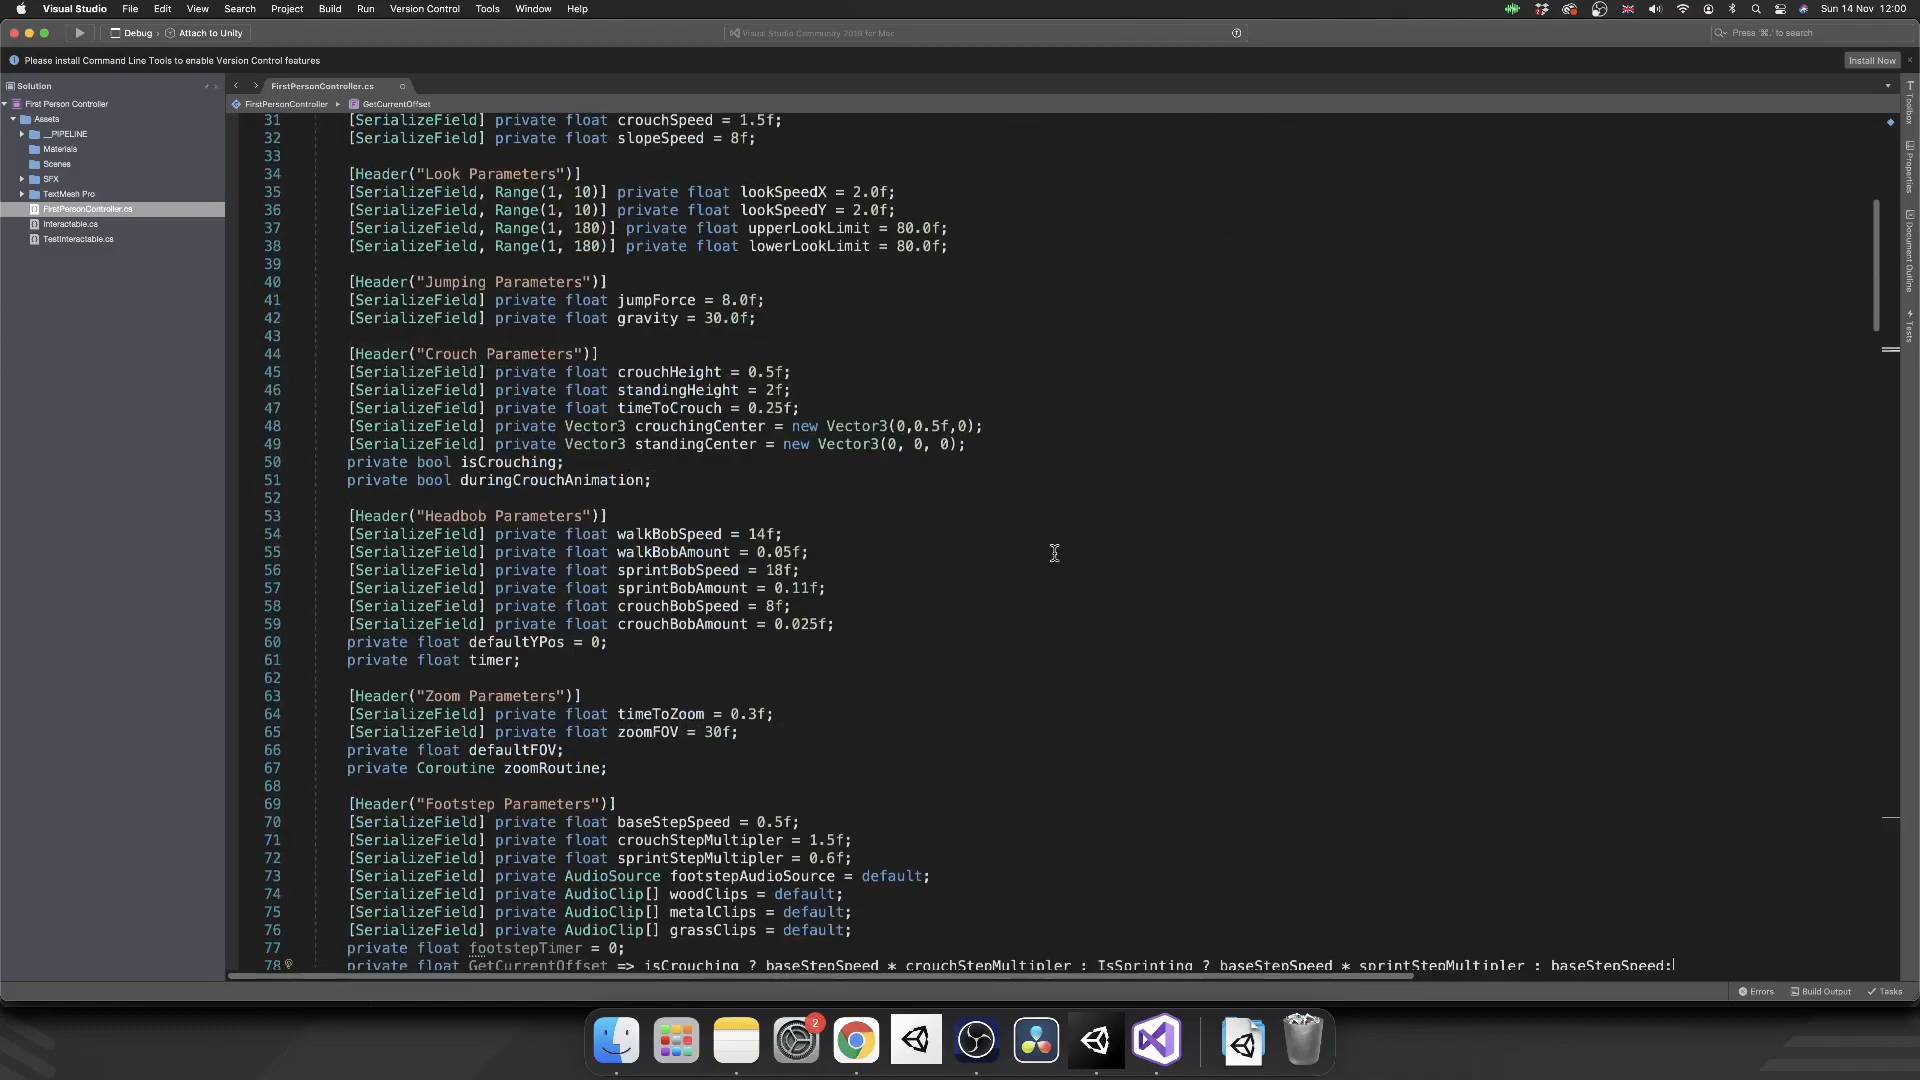 Visual Studio File Edit View Search Project Build Run Version Control Tools Window Help Sun 14 Nov 12:00
Debug › Attach to Unity Visual Studio Community 2019 for Mac Press '⌘.' to search
Please install Command Line Tools to enable Version Control features Install Now
Solution
FirstPersonController.cs
First Person Controller
FirstPersonController GetCurrentOffset
Assets
__PIPELINE
Materials
Scenes
SFX
TextMesh Pro
FirstPersonController.cs
Interactable.cs
TestInteractable.cs
31 [SerializeField] private float crouchSpeed = 1.5f;
32 [SerializeField] private float slopeSpeed = 8f;
33
34 [Header("Look Parameters")]
35 [SerializeField, Range(1, 10)] private float lookSpeedX = 2.0f;
36 [SerializeField, Range(1, 10)] private float lookSpeedY = 2.0f;
37 [SerializeField, Range(1, 180)] private float upperLookLimit = 80.0f;
38 [SerializeField, Range(1, 180)] private float lowerLookLimit = 80.0f;
39
40 [Header("Jumping Parameters")]
41 [SerializeField] private float jumpForce = 8.0f;
42 [SerializeField] private float gravity = 30.0f;
43
44 [Header("Crouch Parameters")]
45 [SerializeField] private float crouchHeight = 0.5f;
46 [SerializeField] private float standingHeight = 2f;
47 [SerializeField] private float timeToCrouch = 0.25f;
48 [SerializeField] private Vector3 crouchingCenter = new Vector3(0,0.5f,0);
49 [SerializeField] private Vector3 standingCenter = new Vector3(0, 0, 0);
50 private bool isCrouching;
51 private bool duringCrouchAnimation;
52
53 [Header("Headbob Parameters")]
54 [SerializeField] private float walkBobSpeed = 14f;
55 [SerializeField] private float walkBobAmount = 0.05f;
56 [SerializeField] private float sprintBobSpeed = 18f;
57 [SerializeField] private float sprintBobAmount = 0.11f;
58 [SerializeField] private float crouchBobSpeed = 8f;
59 [SerializeField] private float crouchBobAmount = 0.025f;
60 private float defaultYPos = 0;
61 private float timer;
62
63 [Header("Zoom Parameters")]
64 [SerializeField] private float timeToZoom = 0.3f;
65 [SerializeField] private float zoomFOV = 30f;
66 private float defaultFOV;
67 private Coroutine zoomRoutine;
68
69 [Header("Footstep Parameters")]
70 [SerializeField] private float baseStepSpeed = 0.5f;
71 [SerializeField] private float crouchStepMultipler = 1.5f;
72 [SerializeField] private float sprintStepMultipler = 0.6f;
73 [SerializeField] private AudioSource footstepAudioSource = default;
74 [SerializeField] private AudioClip[] woodClips = default;
75 [SerializeField] private AudioClip[] metalClips = default;
76 [SerializeField] private AudioClip[] grassClips = default;
77 private float footstepTimer = 0;
78 private float GetCurrentOffset => isCrouching ? baseStepSpeed * crouchStepMultipler : IsSprinting ? baseStepSpeed * sprintStepMultipler : baseStepSpeed;
Toolbox
Properties
Document Outline
Tests
Errors Build Output Tasks
2